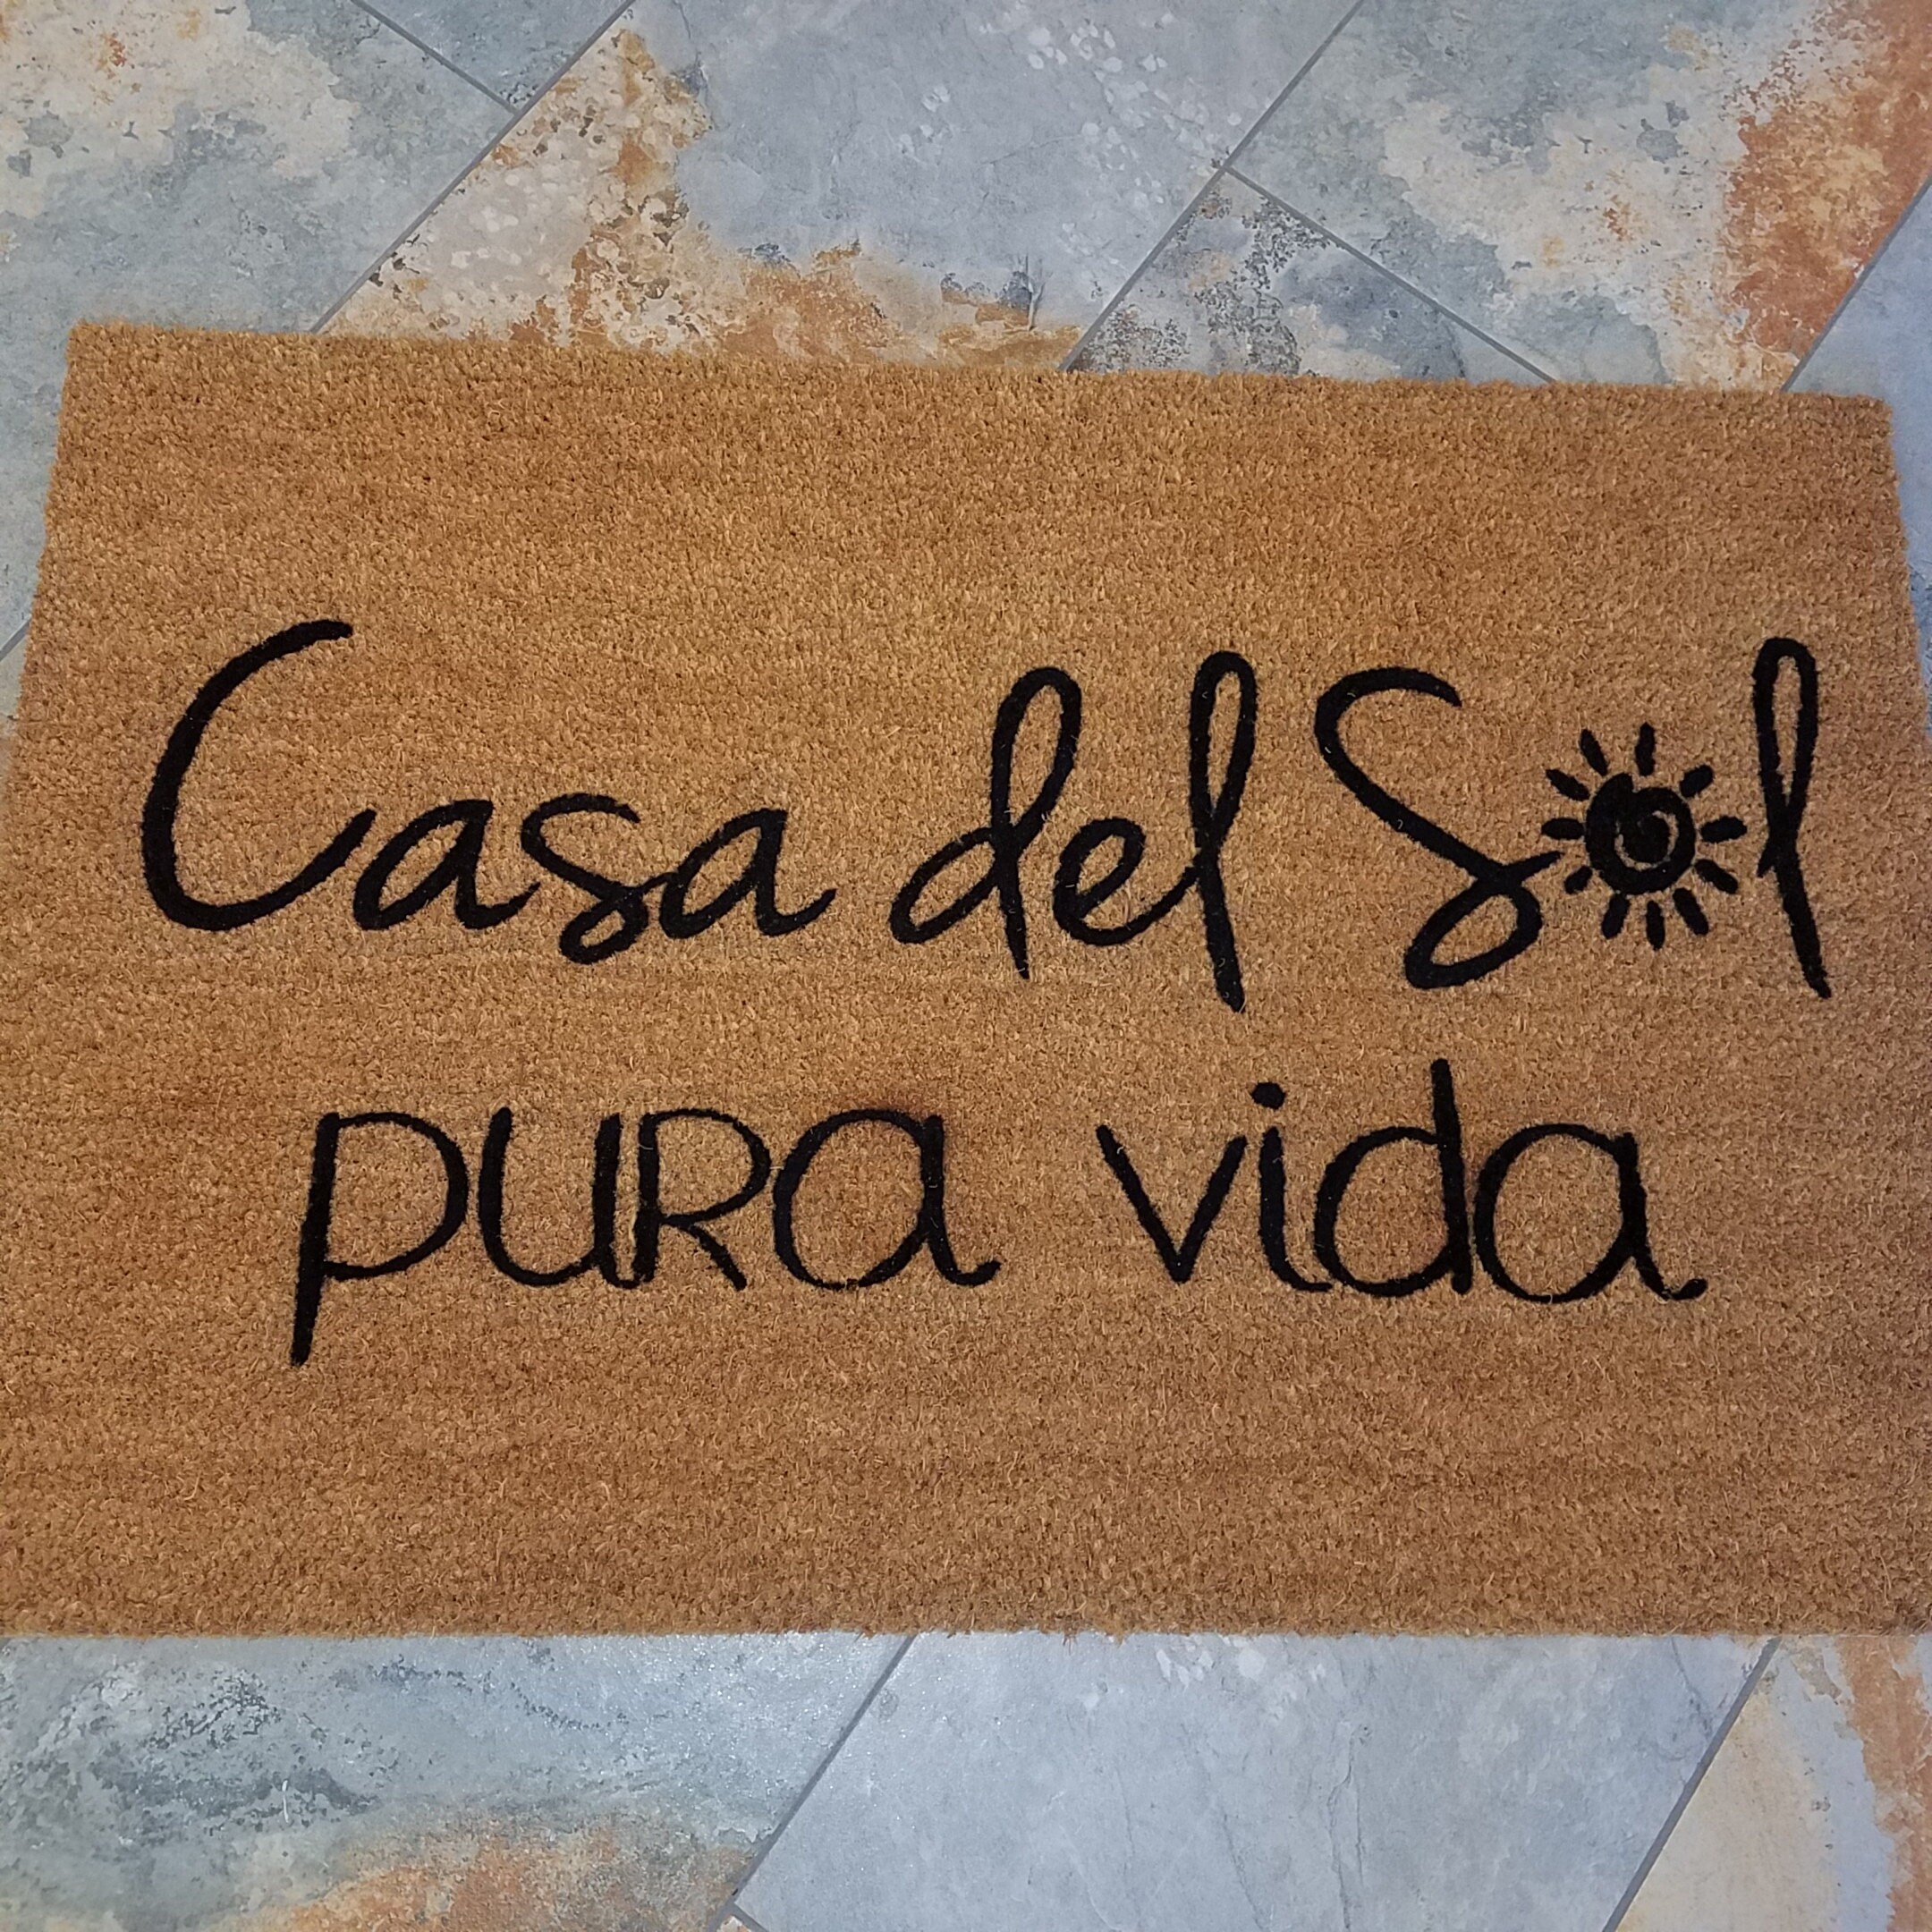 Casa del Sol
pura vida